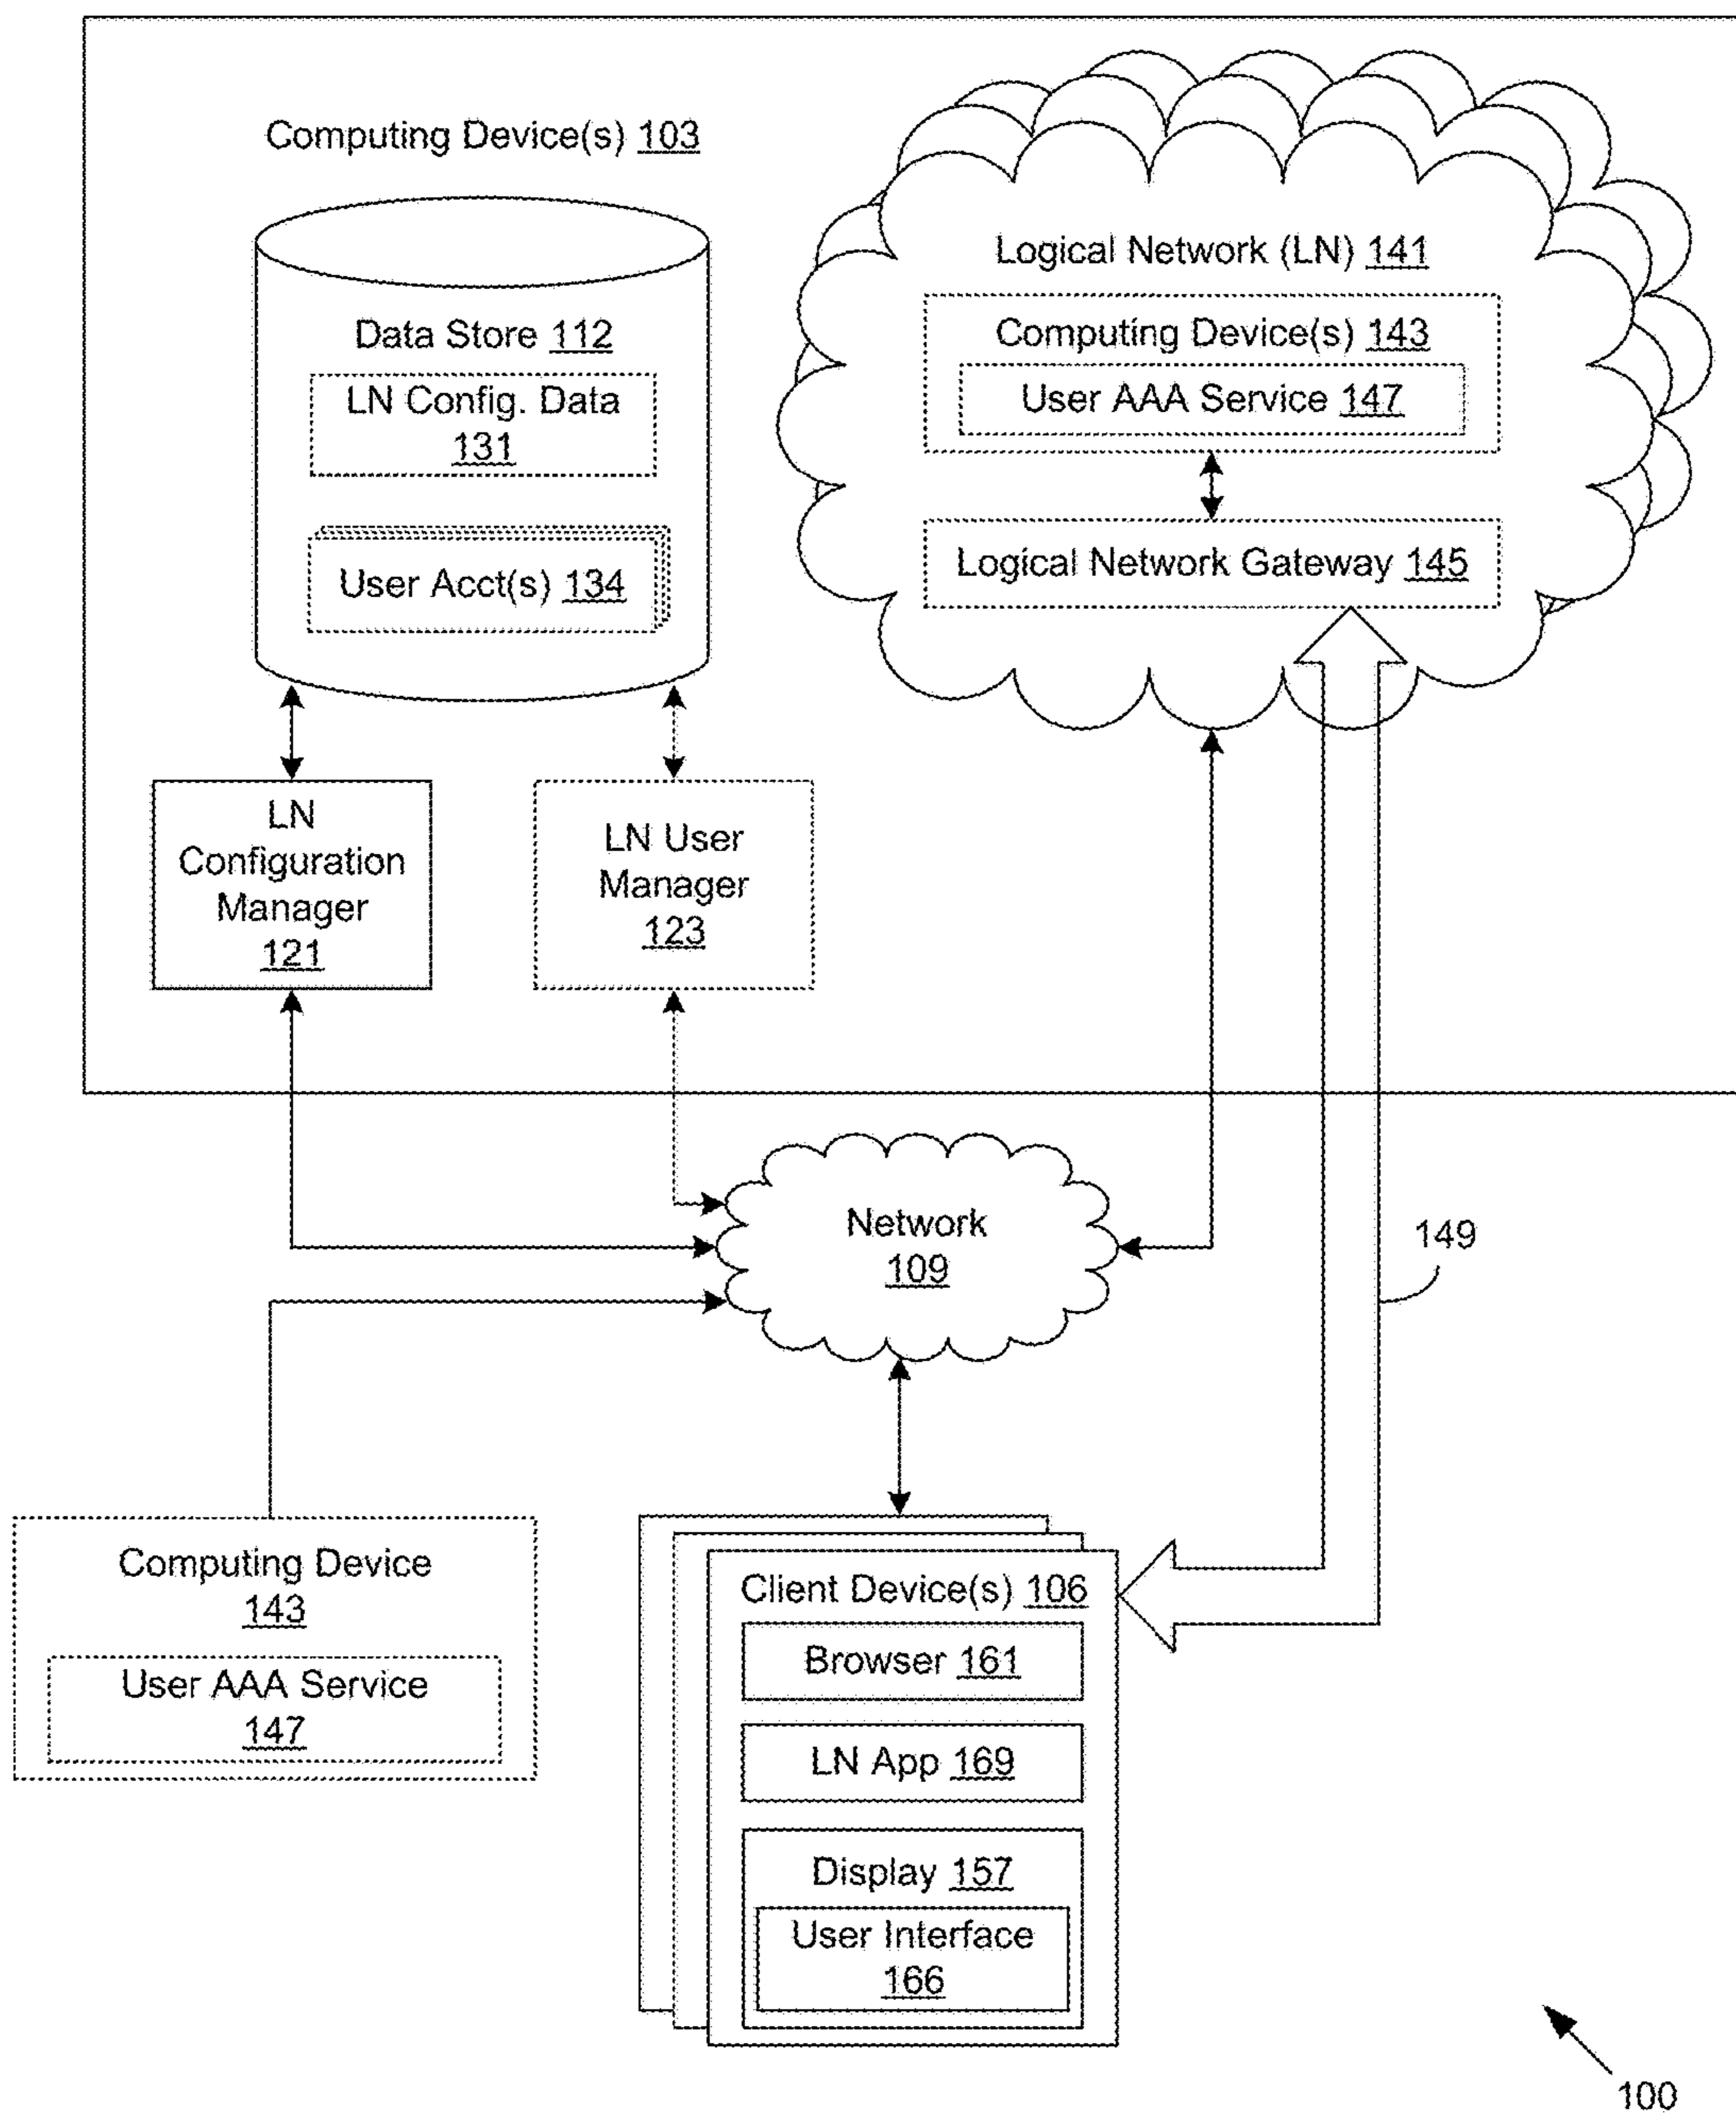 Computing Device(s) 103
Data Store 112
LN Config. Data
131
User Acct(s) 134
Logical Network (LN) 141
Computing Device(s) 143
User AAA Service 147
Logical Network Gateway 145
LN
Configuration
Manager
121
LN User
Manager
123
Network
109
149
Computing Device
143
User AAA Service
147
Client Device(s) 106
Browser 161
LN App 169
Display 157
User Interface
166
100